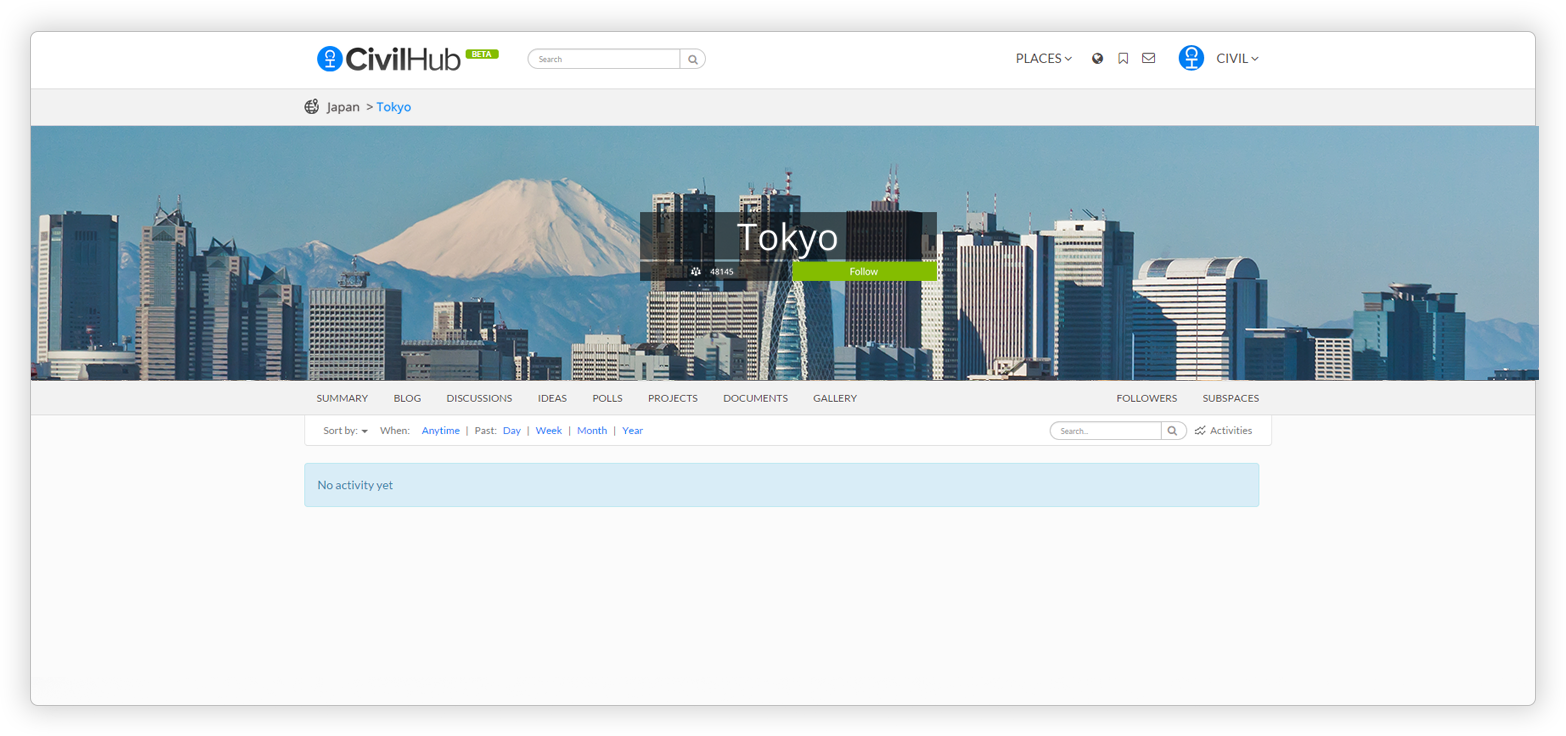 CivilHub BETA Search PLACES CIVIL
Japan > Tokyo
Tokyo
48145 Follow
SUMMARY BLOG DISCUSSIONS IDEAS POLLS PROJECTS DOCUMENTS GALLERY FOLLOWERS SUBSPACES
Sort by: When: Anytime | Past: Day | Week | Month | Year Search... Activities
No activity yet